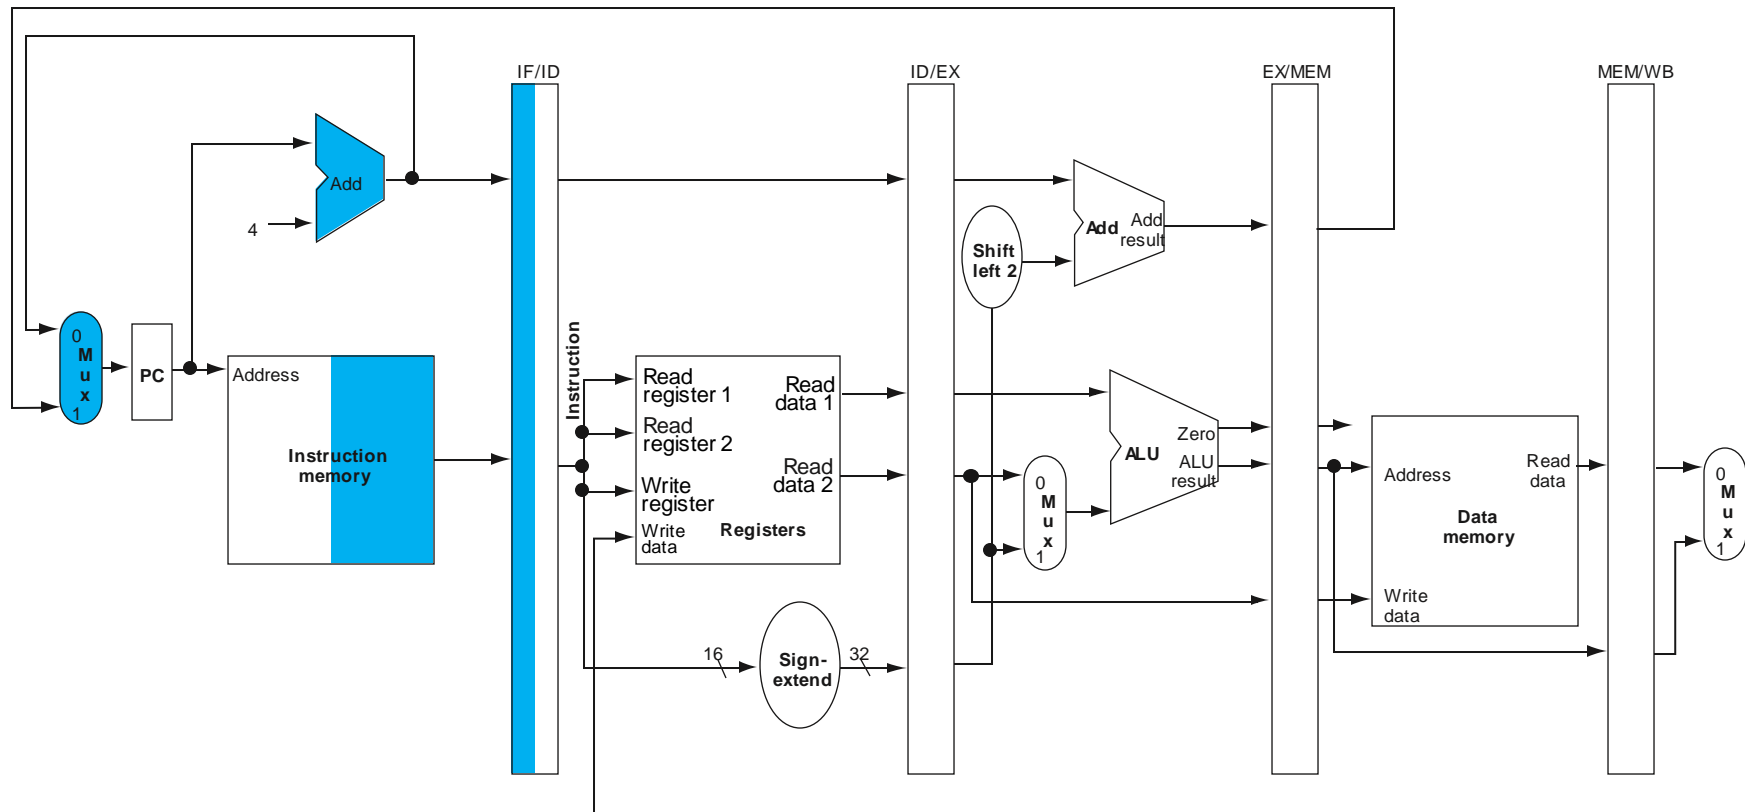 IF/ID
ID/EX
EX/MEM
MEM/WB
Add
4
Add
Add
result
Shift
left 2
0
M
u
x
1
PC
Address
Instruction
memory
Instruction
Read
register 1
Read
register 2
Write
register
Write
data
Read
data 1
Read
data 2
Registers
16
Sign-
extend
32
0
M
u
x
1
Zero
ALU
ALU
result
Address
Read
data
Data
memory
Write
data
0
M
u
x
1